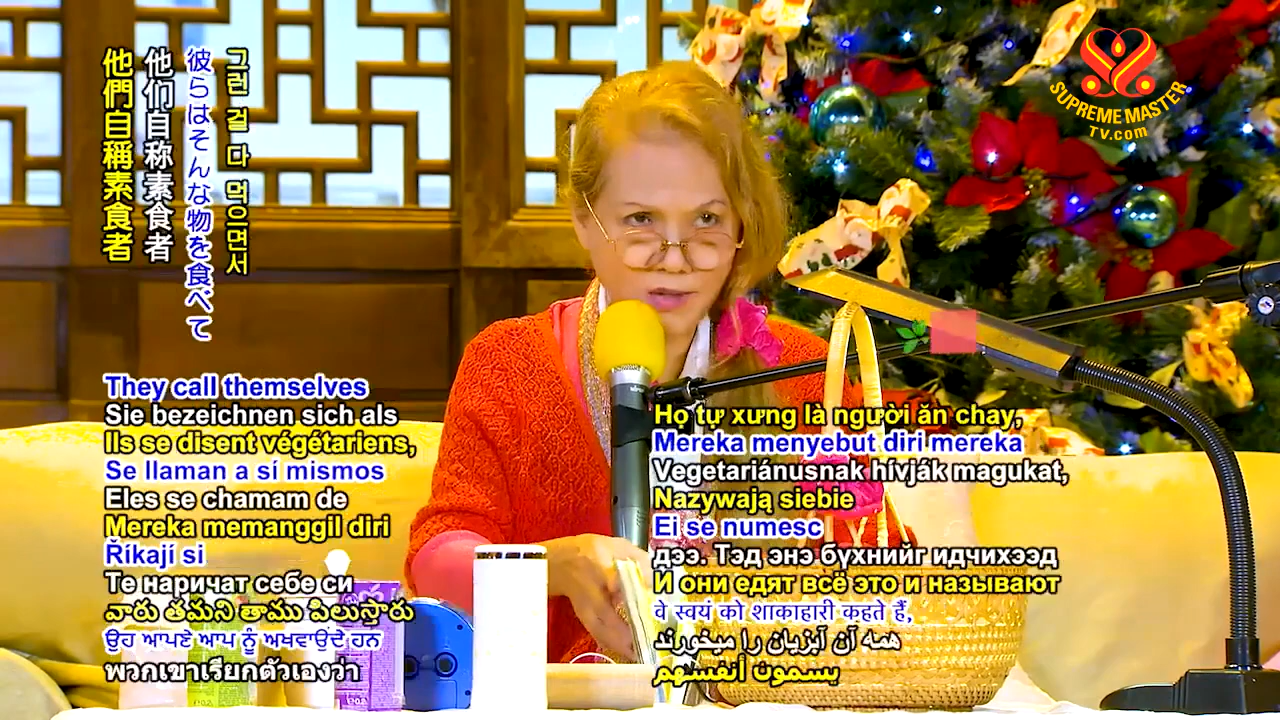 SUPREME MASTER
TV.com
他們自稱素食者
他们自称素食者
彼らはそんな物を食べて
그런 걸 다 먹으면서
They call themselves
Sie bezeichnen sich als
Ils se disent végétariens,
Se llaman a sí mismos
Eles se chamam de
Mereka memanggil diri
Říkají si
Те наричат себе си
వారు తమని తాము పిలుస్తారు
ਉਹ ਆਪਣੇ ਆਪ ਨੂੰ ਅਖਵਾਉਂਦੇ ਹਨ
พวกเขาเรียกตัวเองว่า
Họ tự xưng là người ăn chay,
Mereka menyebut diri mereka
Vegetariánusnak hívják magukat,
Nazywają siebie
Ei se numesc
дээ. Тэд энэ бүхнийг идчихээд
И они едят всё это и называют
वे स्वयं को शाकाहारी कहते हैं,
همه آن آبزیان را میخورند
يسمون أنفسهم